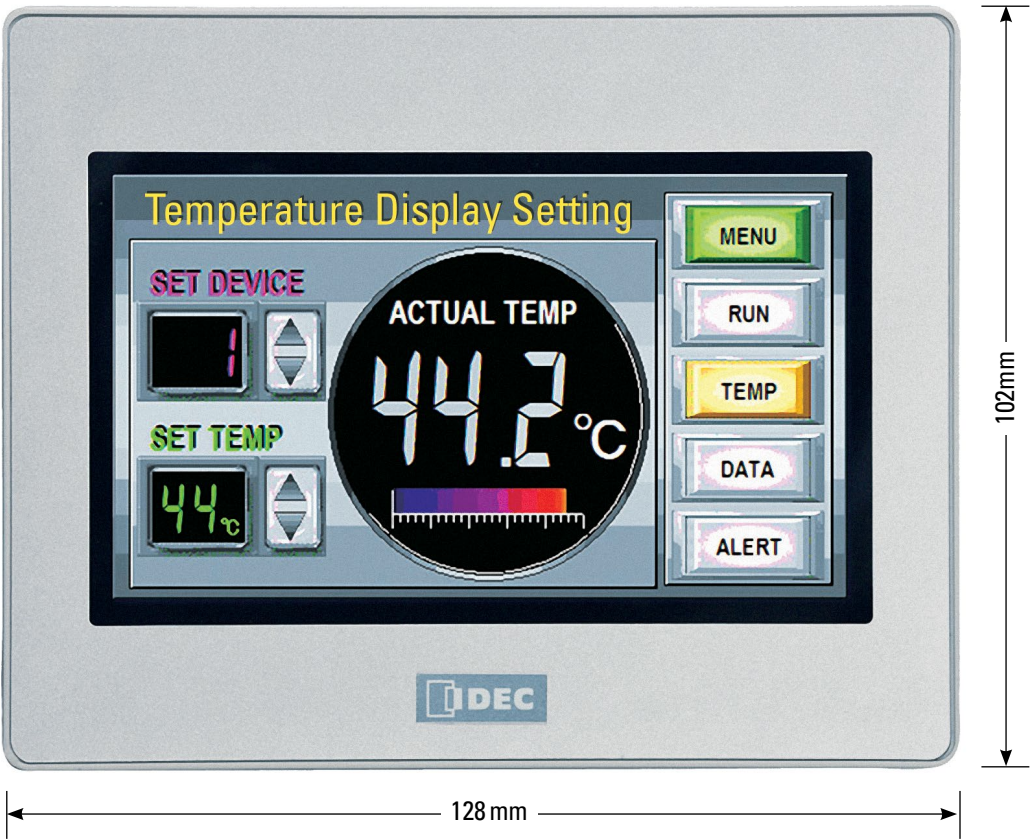 Temperature Display Setting
SET DEVICE
1
SET TEMP
44°C
ACTUAL TEMP
44.2°C
MENU
RUN
TEMP
DATA
ALERT
IDEC
102mm
128 mm